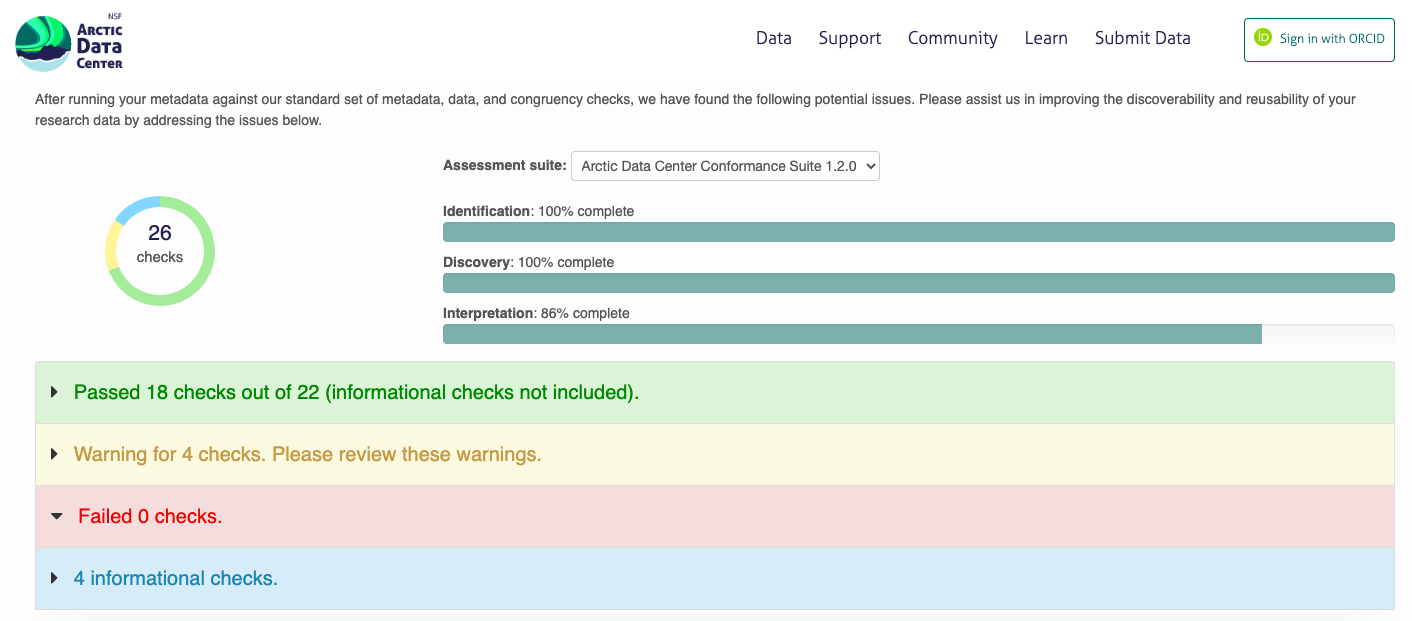 NSF
ARCTIC
DATA
CENTER
Data Support Community Learn Submit Data
iD Sign in with ORCID
After running your metadata against our standard set of metadata, data, and congruency checks, we have found the following potential issues. Please assist us in improving the discoverability and reusability of your
research data by addressing the issues below.
Assessment suite: Arctic Data Center Conformance Suite 1.2.0
26
checks
Identification: 100% complete
Discovery: 100% complete
Interpretation: 86% complete
Passed 18 checks out of 22 (informational checks not included).
Warning for 4 checks. Please review these warnings.
Failed 0 checks.
4 informational checks.